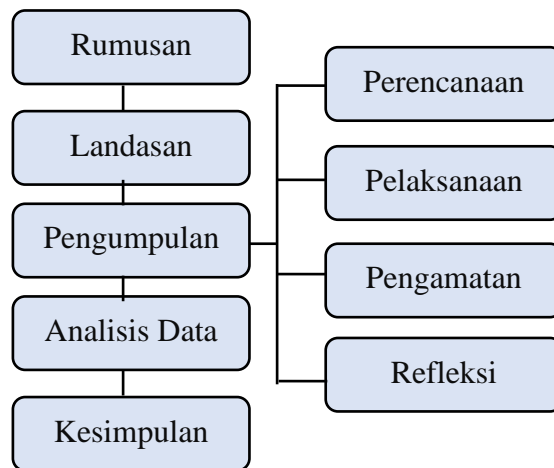 Rumusan
Landasan
Pengumpulan
Analisis Data
Kesimpulan
Perencanaan
Pelaksanaan
Pengamatan
Refleksi